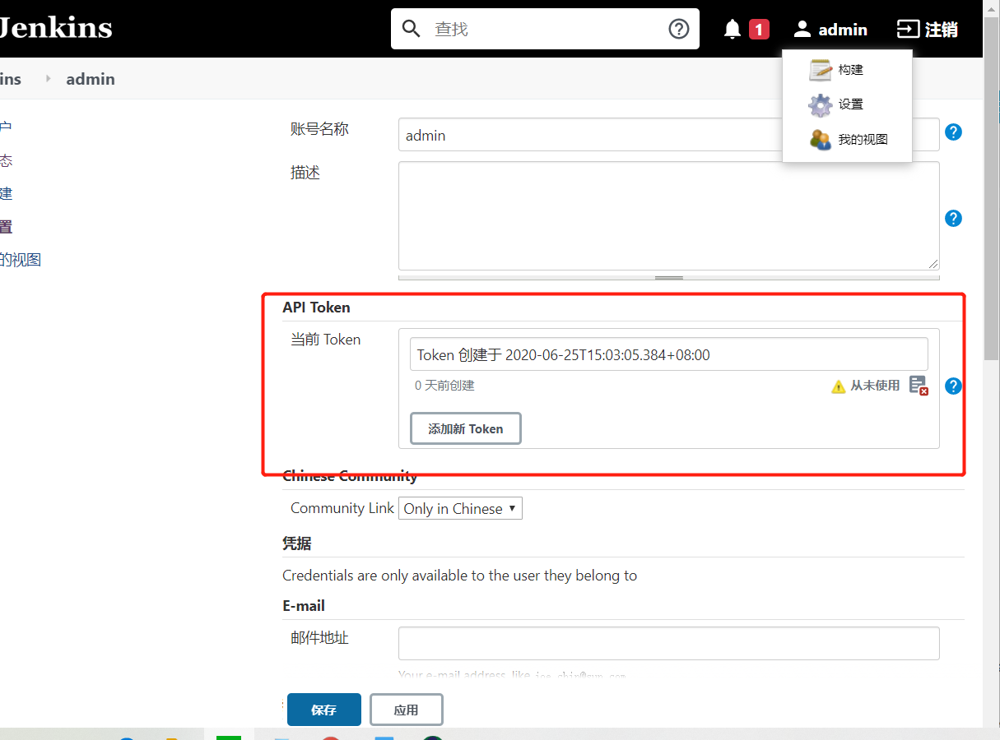 Jenkins
查找
1
admin
注销
ins
admin
构建
设置
我的视图
户
态
建
置
的视图
账号名称
admin
描述
API Token
当前 Token
Token 创建于 2020-06-25T15:03:05.384+08:00
0 天前创建
从未使用
添加新 Token
Chinese Community
Community Link
Only in Chinese
凭据
Credentials are only available to the user they belong to
E-mail
邮件地址
Your e-mail address, like joe.chin@sun.com
保存
应用